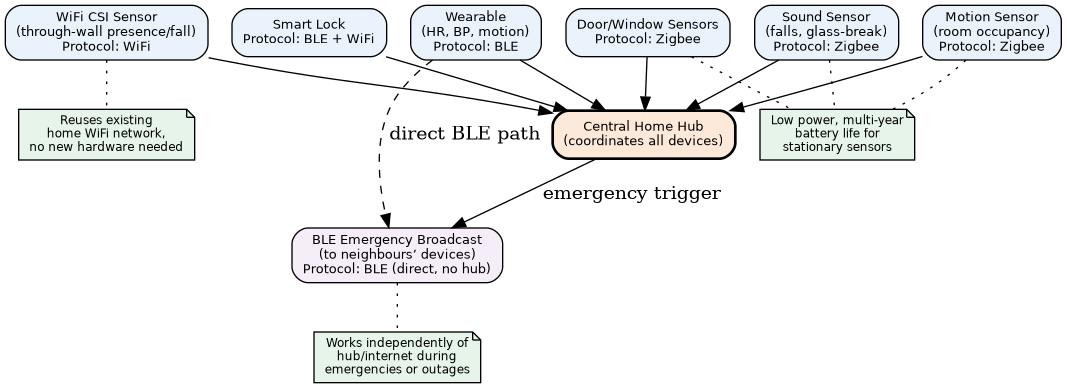 WiFi CSI Sensor
(through-wall presence/fall)
Protocol: WiFi
Smart Lock
Protocol: BLE + WiFi
Wearable
(HR, BP, motion)
Protocol: BLE
Door/Window Sensors
Protocol: Zigbee
Sound Sensor
(falls, glass-break)
Protocol: Zigbee
Motion Sensor
(room occupancy)
Protocol: Zigbee
Reuses existing
home WiFi network,
no new hardware needed
direct BLE path
Central Home Hub
(coordinates all devices)
Low power, multi-year
battery life for
stationary sensors
emergency trigger
BLE Emergency Broadcast
(to neighbours’ devices)
Protocol: BLE (direct, no hub)
Works independently of
hub/internet during
emergencies or outages